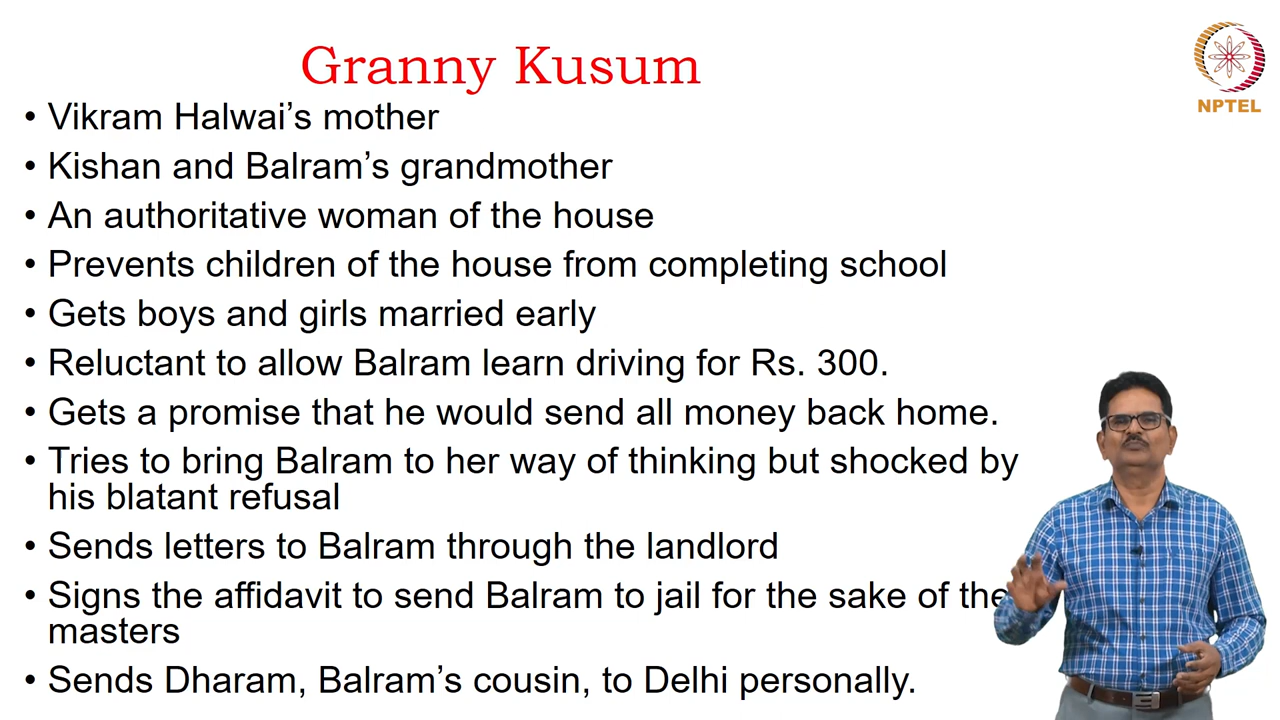 Granny Kusum
NPTEL
• Vikram Halwai’s mother
• Kishan and Balram’s grandmother
• An authoritative woman of the house
• Prevents children of the house from completing school
• Gets boys and girls married early
• Reluctant to allow Balram learn driving for Rs. 300.
• Gets a promise that he would send all money back home.
• Tries to bring Balram to her way of thinking but shocked by
his blatant refusal
• Sends letters to Balram through the landlord
• Signs the affidavit to send Balram to jail for the sake of the
masters
• Sends Dharam, Balram’s cousin, to Delhi personally.